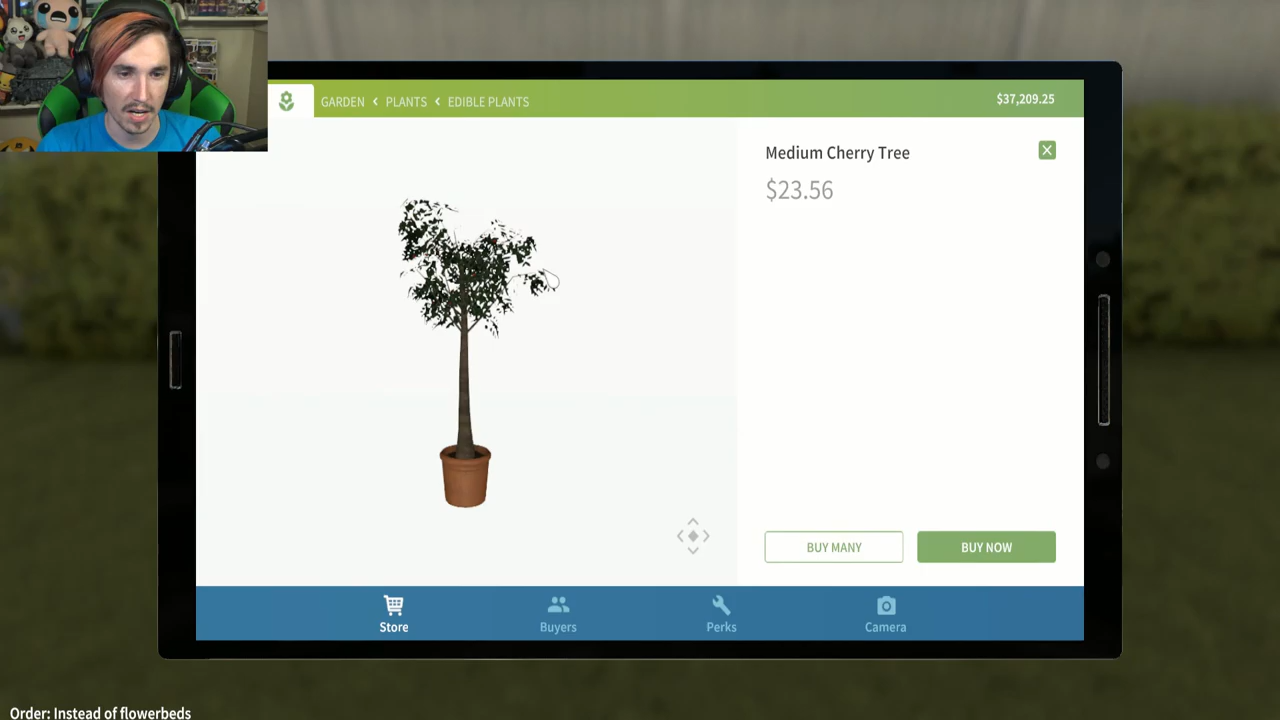 GARDEN < PLANTS < EDIBLE PLANTS
$37,209.25
Medium Cherry Tree
$23.56
BUY MANY
BUY NOW
Store
Buyers
Perks
Camera
Order: Instead of flowerbeds